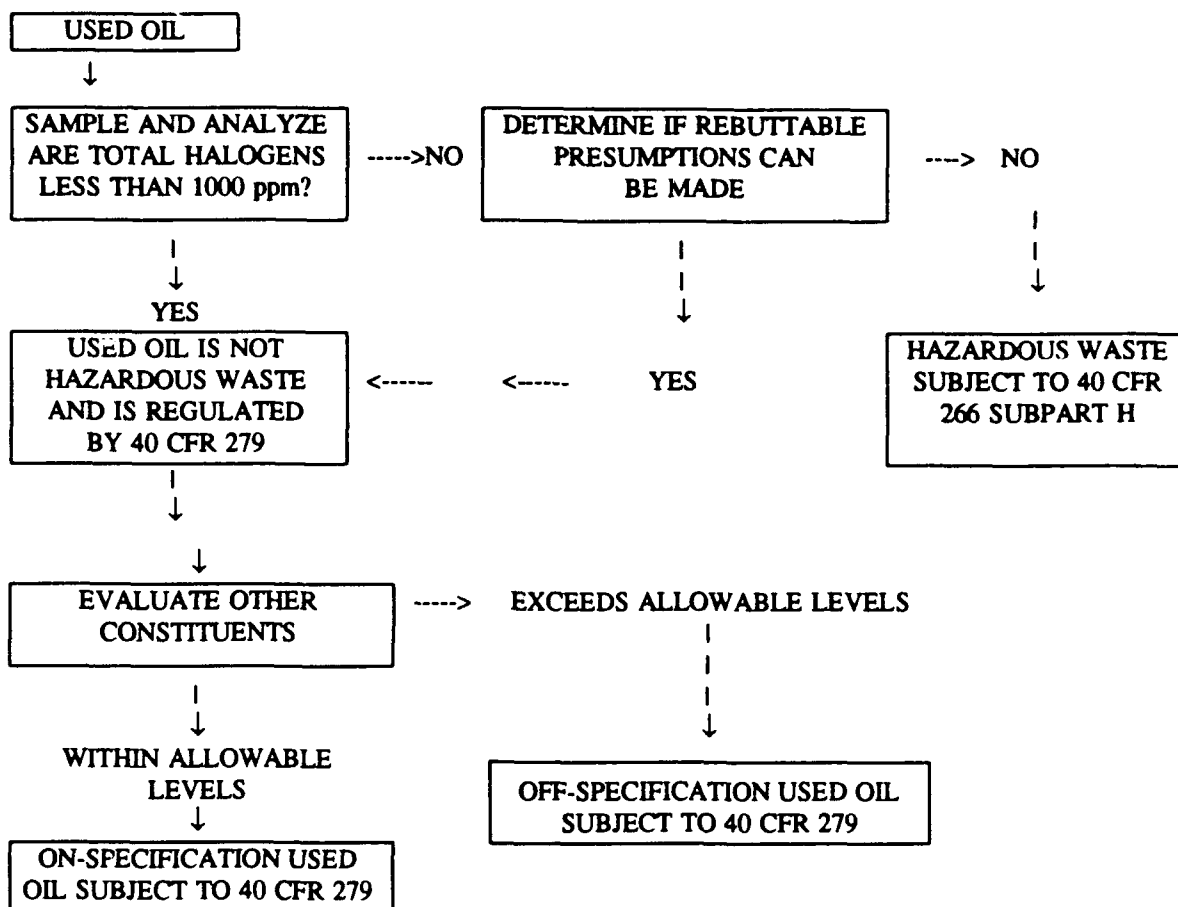 USED OIL
SAMPLE AND ANALYZE
ARE TOTAL HALOGENS
LESS THAN 1000 ppm?
NO
DETERMINE IF REBUTTABLE
PRESUMPTIONS CAN
BE MADE
NO
YES
USED OIL IS NOT
HAZARDOUS WASTE
AND IS REGULATED
BY 40 CFR 279
YES
HAZARDOUS WASTE
SUBJECT TO 40 CFR
266 SUBPART H
EVALUATE OTHER
CONSTITUENTS
EXCEEDS ALLOWABLE LEVELS
WITHIN ALLOWABLE
LEVELS
OFF-SPECIFICATION USED OIL
SUBJECT TO 40 CFR 279
ON-SPECIFICATION USED
OIL SUBJECT TO 40 CFR 279